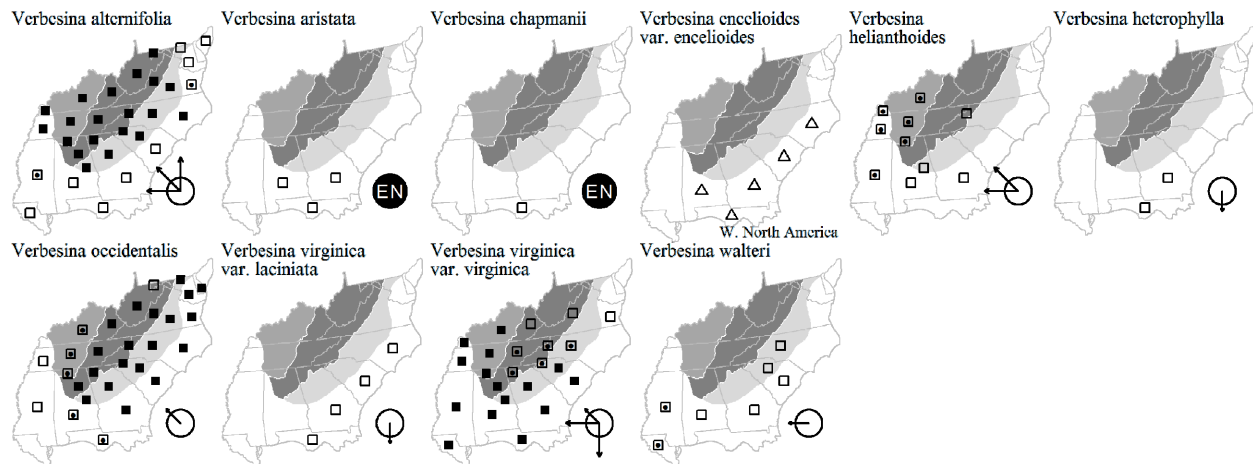 Verbesina alternifolia
Verbesina aristata
Verbesina chapmanii
Verbesina encelioides
var. encelioides
Verbesina
helianthoides
Verbesina heterophylla
EN
EN
W. North America
Verbesina occidentalis
Verbesina virginica
var. laciniata
Verbesina virginica
var. virginica
Verbesina walteri